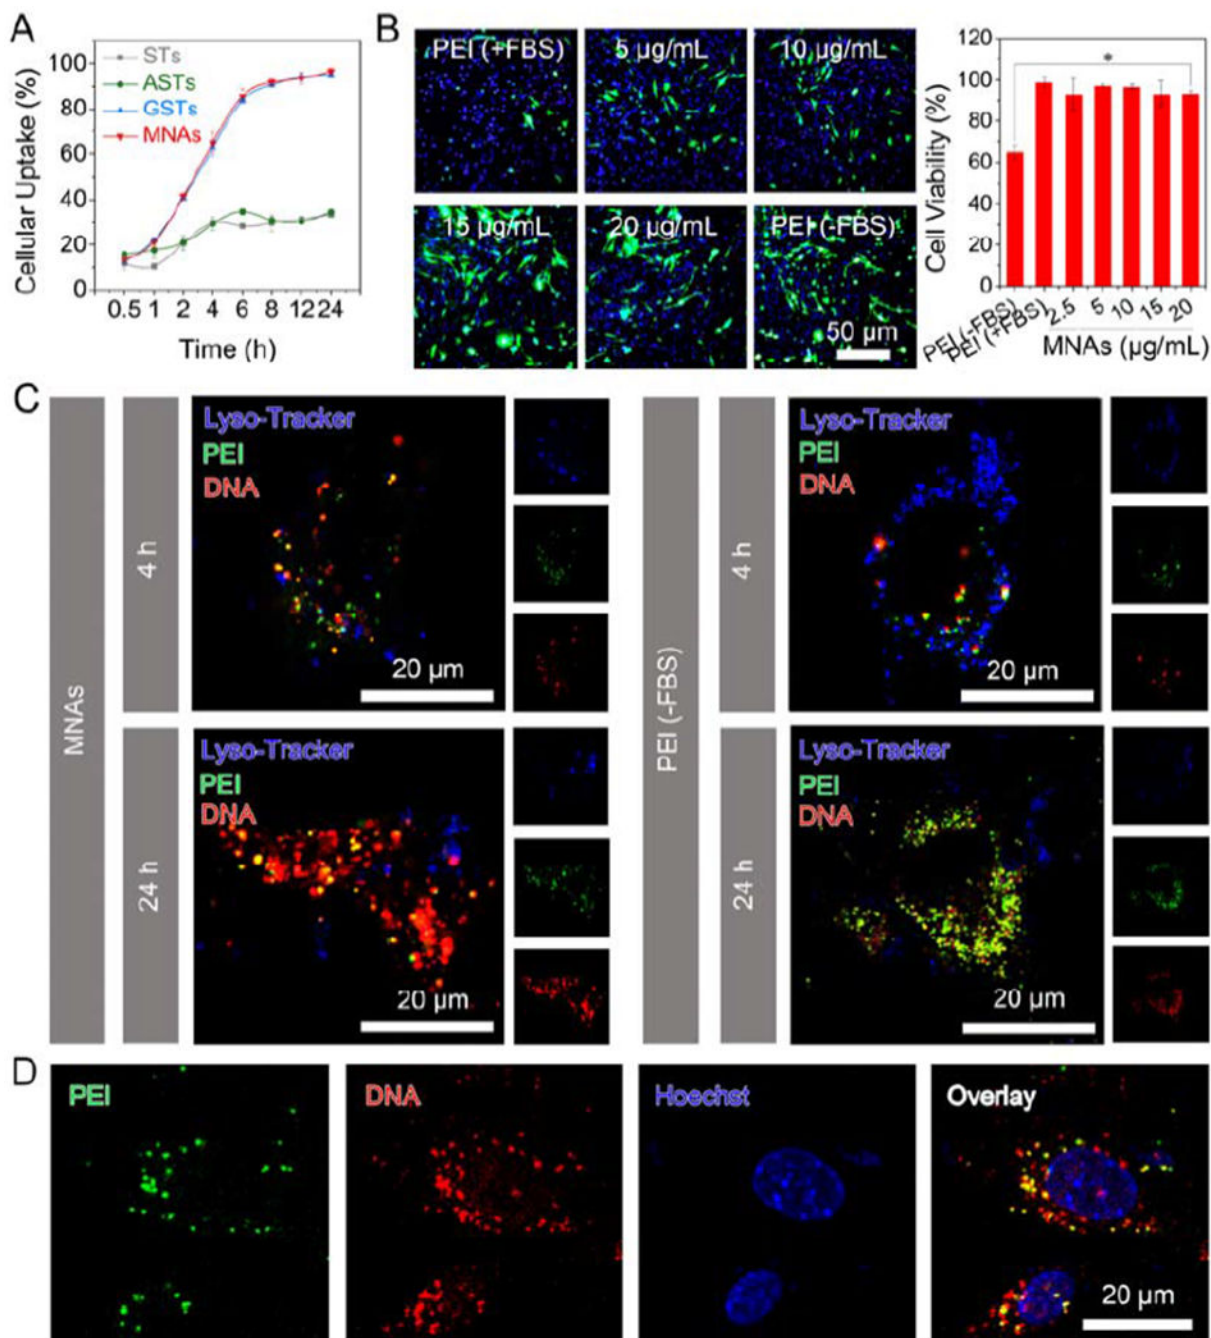 A
Cellular Uptake (%)
100
80
60
40
20
0
STs
ASTs
GSTs
MNAs
0.5 1 2 4 6 8 12 24
Time (h)
B
PEI (+FBS)
5 µg/mL
10 µg/mL
15 µg/mL
20 µg/mL
PEI (-FBS)
50 µm
Cell Viability (%)
120
100
80
60
40
20
0
*
PEI (-FBS)
PEI (+FBS)
2.5
5
10
15
20
MNAs (µg/mL)
C
MNAs
4 h
Lyso-Tracker
PEI
DNA
20 µm
24 h
Lyso-Tracker
PEI
DNA
20 µm
PEI (-FBS)
4 h
Lyso-Tracker
PEI
DNA
20 µm
24 h
Lyso-Tracker
PEI
DNA
20 µm
D
PEI
DNA
Hoechst
Overlay
20 µm